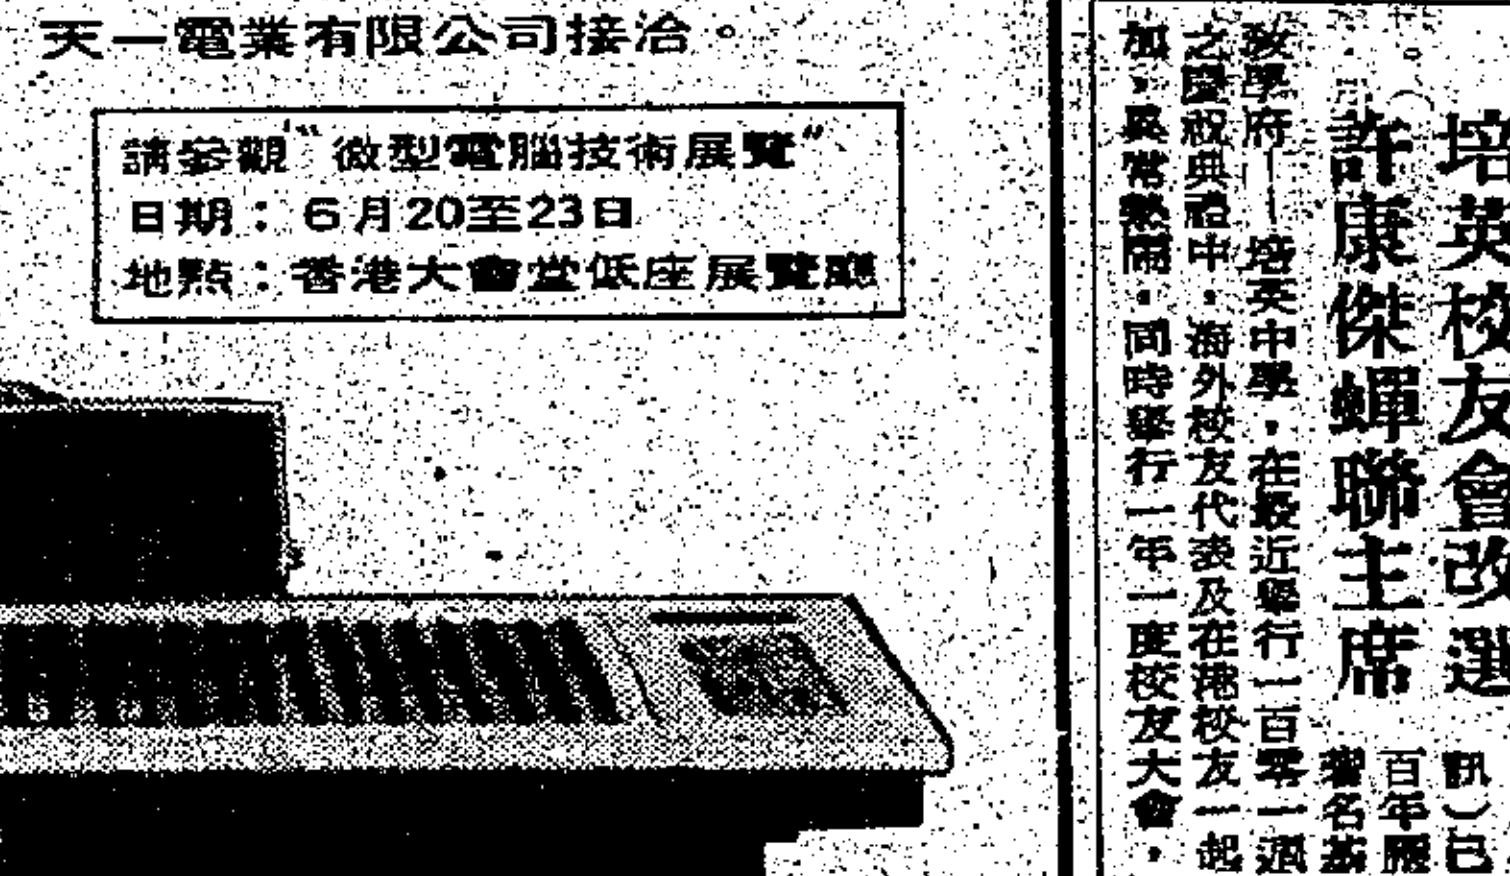 天一電業有限公司接洽。
請參觀“微型電腦技術展覽”
日期：6月20至23日
地點：香港大會堂低座展覽廳
培英校友會改選
許康傑蟬聯主席
訊）已
百年歷
著名基
教學府——培英中學，在最近舉行一百零一週
之慶祝典禮中，海外校友代表及在港校友一起
加，異常熱鬧。同時舉行一年一度校友大會，